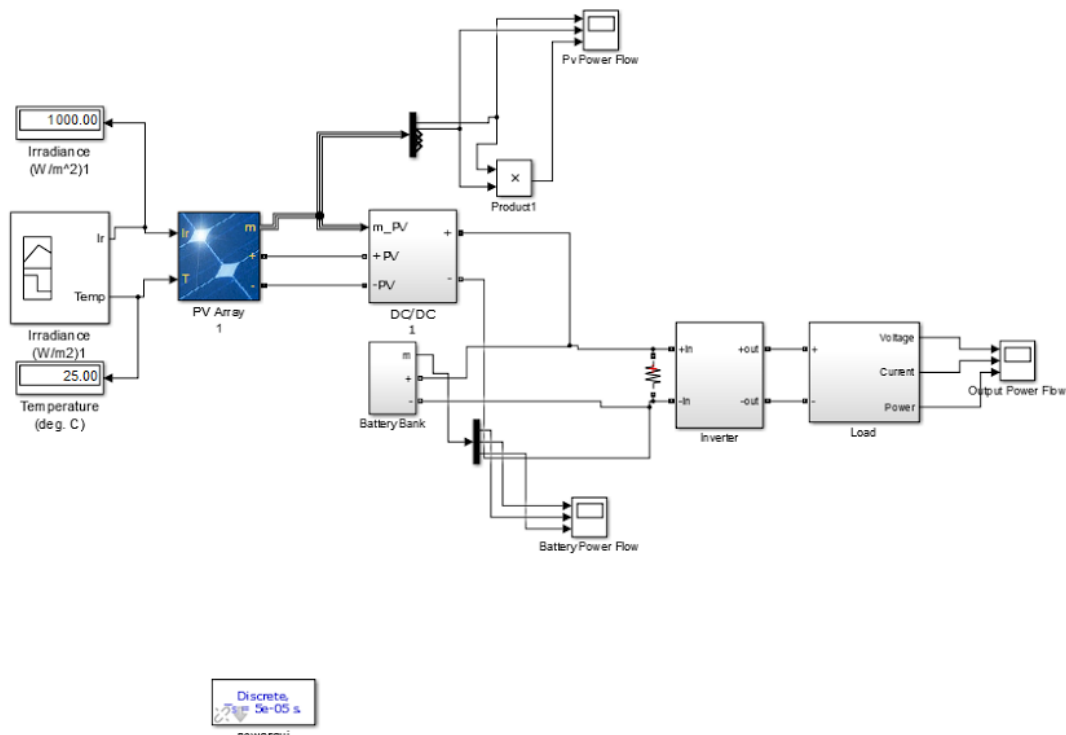 Pv Power Flow
1000.00
Irradiance
(W/m^2)1
×
Product1
Ir
Temp
Irradiance
(W/m2)1
Ir
m
T
+
-
PV Array
1
m_PV
+PV
-PV
+
-
DC/DC
1
25.00
Temperature
(deg. C)
m
+
-
Battery Bank
+In
-In
+out
-out
Inverter
+
-
Voltage
Current
Power
Load
Output Power Flow
Battery Power Flow
Discrete,
Ts = 5e-05 s.